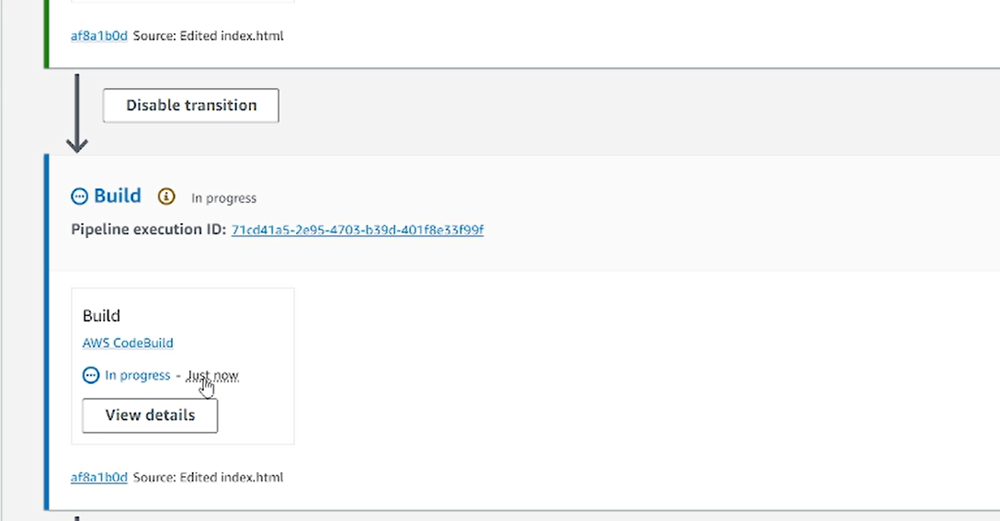 af8a1b0d Source: Edited index.html
Disable transition
Build In progress
Pipeline execution ID: 71cd41a5-2e95-4703-b39d-401f8e33f99f
Build
AWS CodeBuild
In progress - Just now
View details
af8a1b0d Source: Edited index.html